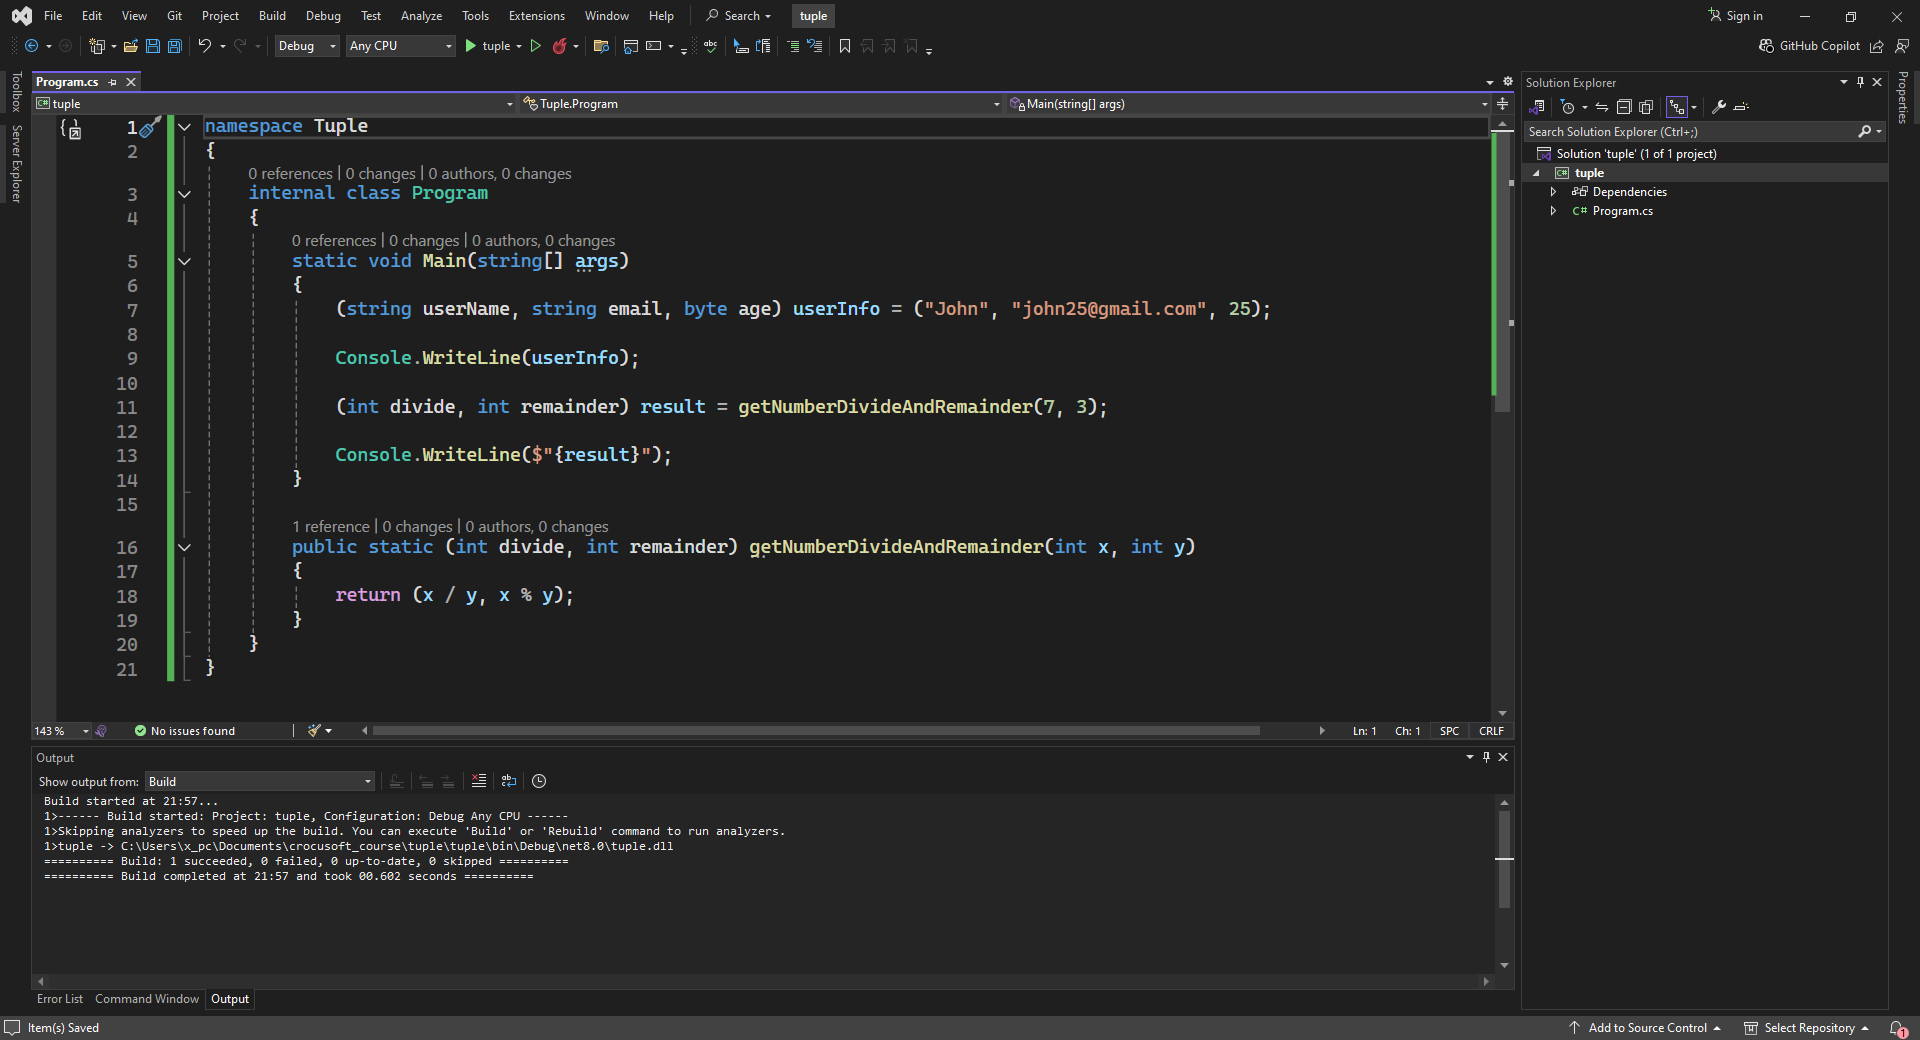 File Edit View Git Project Build Debug Test Analyze Tools Extensions Window Help Search tuple Sign in
Debug Any CPU tuple GitHub Copilot
Toolbox
Server Explorer
Program.cs
tuple Tuple.Program Main(string[] args)
1 namespace Tuple
2 {
0 references | 0 changes | 0 authors, 0 changes
3 internal class Program
4 {
0 references | 0 changes | 0 authors, 0 changes
5 static void Main(string[] args)
6 {
7 (string userName, string email, byte age) userInfo = ("John", "john25@gmail.com", 25);
8
9 Console.WriteLine(userInfo);
10
11 (int divide, int remainder) result = getNumberDivideAndRemainder(7, 3);
12
13 Console.WriteLine($"{result}");
14 }
15
1 reference | 0 changes | 0 authors, 0 changes
16 public static (int divide, int remainder) getNumberDivideAndRemainder(int x, int y)
17 {
18 return (x / y, x % y);
19 }
20 }
21 }
143 % No issues found Ln: 1 Ch: 1 SPC CRLF
Output
Show output from: Build
Build started at 21:57...
1>------ Build started: Project: tuple, Configuration: Debug Any CPU ------
1>Skipping analyzers to speed up the build. You can execute 'Build' or 'Rebuild' command to run analyzers.
1>tuple -> C:\Users\x_pc\Documents\crocusoft_course\tuple\tuple\bin\Debug\net8.0\tuple.dll
========== Build: 1 succeeded, 0 failed, 0 up-to-date, 0 skipped ==========
========== Build completed at 21:57 and took 00.602 seconds ==========
Error List Command Window Output
Solution Explorer
Search Solution Explorer (Ctrl+;)
Solution 'tuple' (1 of 1 project)
C# tuple
Dependencies
C# Program.cs
Properties
Item(s) Saved Add to Source Control Select Repository 1